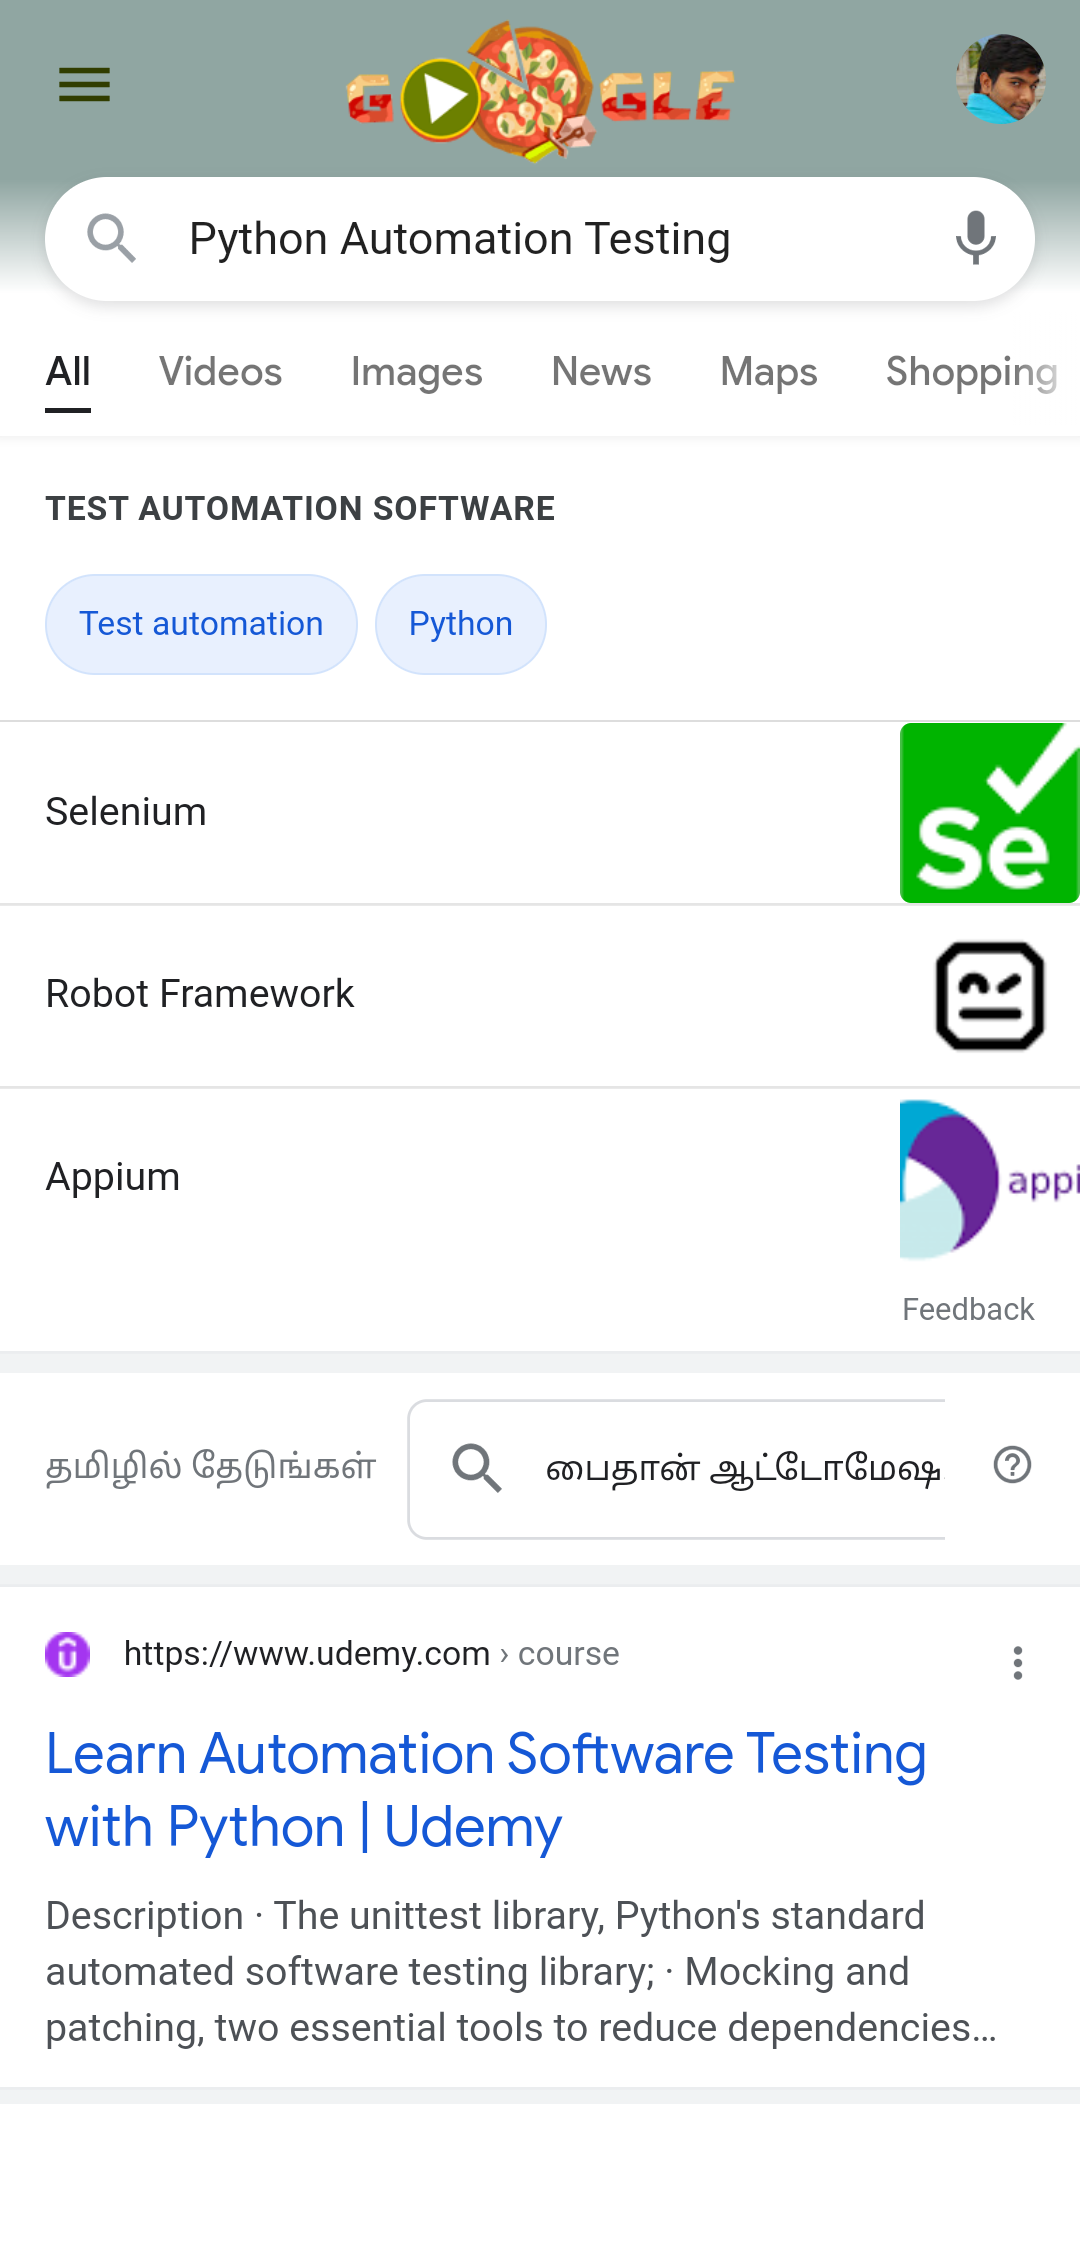 GOOGLE
Python Automation Testing
All Videos Images News Maps Shopping
TEST AUTOMATION SOFTWARE
Test automation Python
Selenium
Se
Robot Framework
Appium
appi
Feedback
தமிழில் தேடுங்கள் பைதான் ஆட்டோமேஷ
https://www.udemy.com › course
Learn Automation Software Testing
with Python | Udemy
Description · The unittest library, Python's standard
automated software testing library; · Mocking and
patching, two essential tools to reduce dependencies...